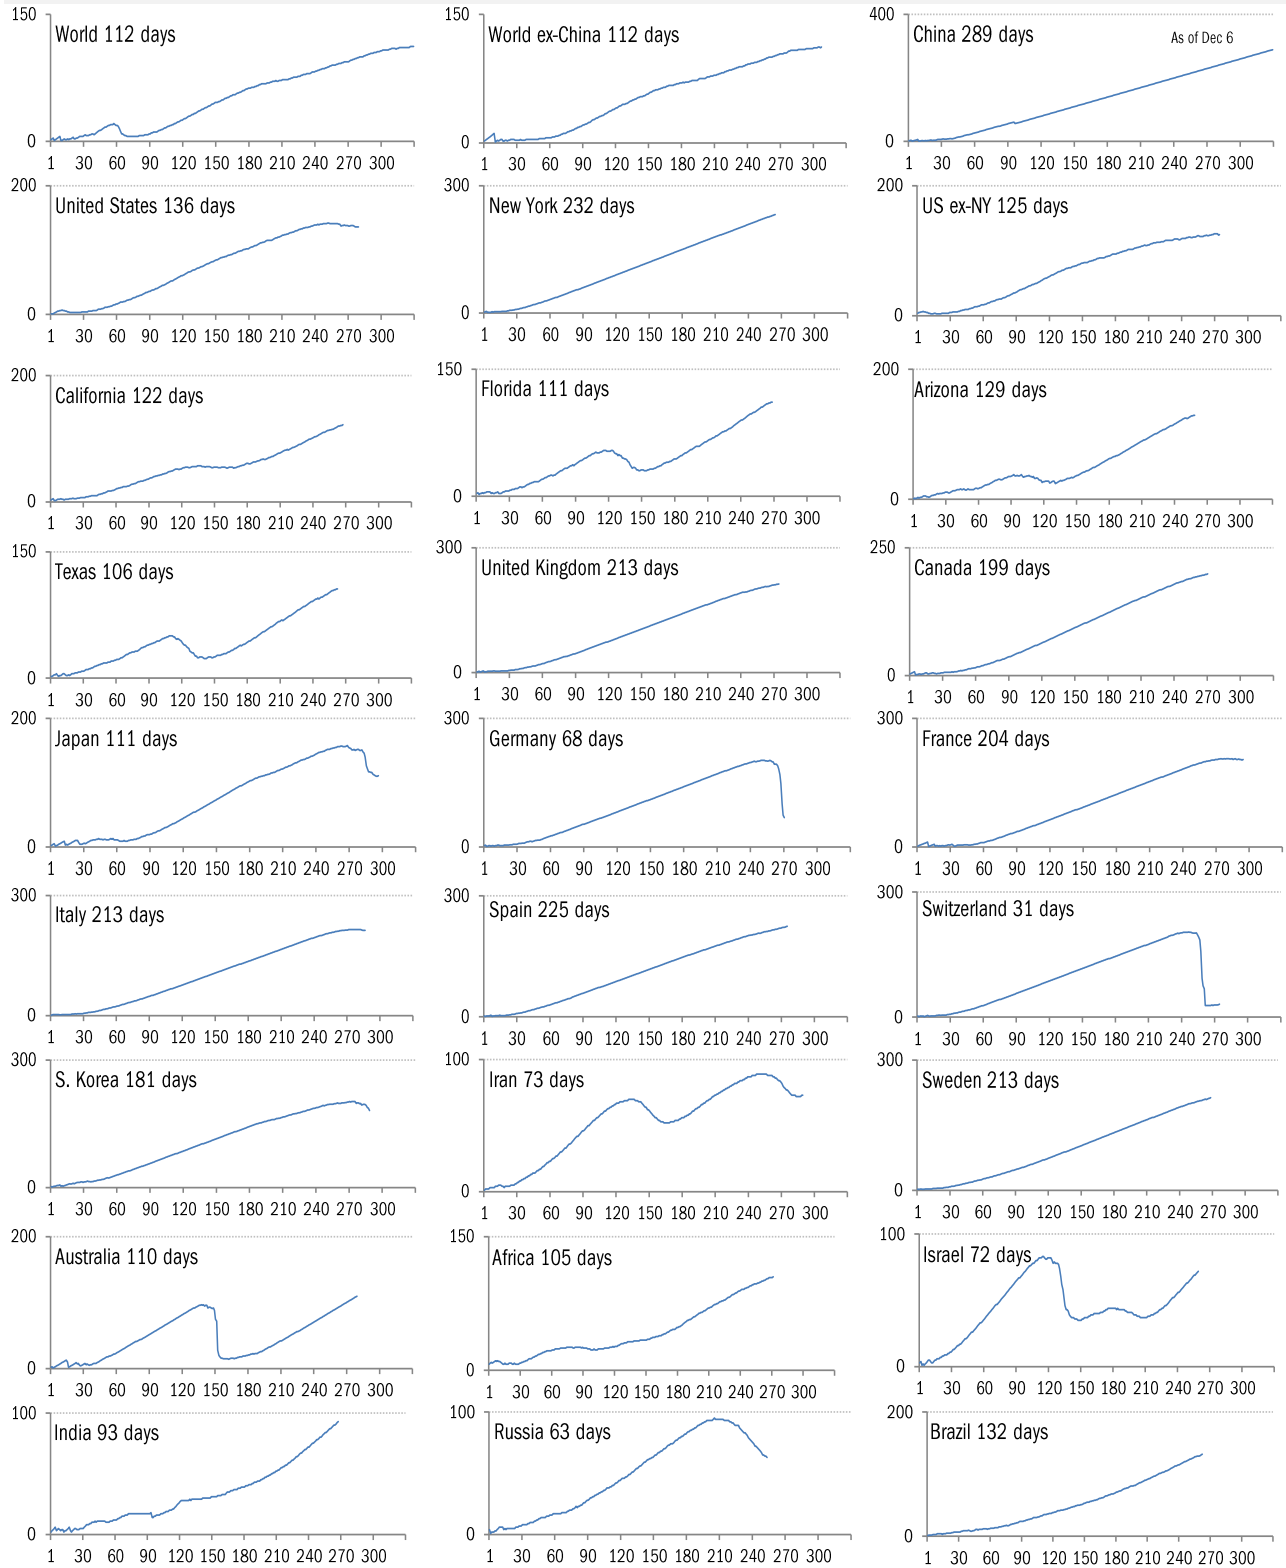 150
World 112 days
0
1 30 60 90 120 150 180 210 240 270 300
150
World ex-China 112 days
0
1 30 60 90 120 150 180 210 240 270 300
400
China 289 days
As of Dec 6
0
1 30 60 90 120 150 180 210 240 270 300
200
United States 136 days
0
1 30 60 90 120 150 180 210 240 270 300
300
New York 232 days
0
1 30 60 90 120 150 180 210 240 270 300
200
US ex-NY 125 days
0
1 30 60 90 120 150 180 210 240 270 300
200
California 122 days
0
1 30 60 90 120 150 180 210 240 270 300
150
Florida 111 days
0
1 30 60 90 120 150 180 210 240 270 300
200
Arizona 129 days
0
1 30 60 90 120 150 180 210 240 270 300
150
Texas 106 days
0
1 30 60 90 120 150 180 210 240 270 300
300
United Kingdom 213 days
0
1 30 60 90 120 150 180 210 240 270 300
250
Canada 199 days
0
1 30 60 90 120 150 180 210 240 270 300
200
Japan 111 days
0
1 30 60 90 120 150 180 210 240 270 300
300
Germany 68 days
0
1 30 60 90 120 150 180 210 240 270 300
300
France 204 days
0
1 30 60 90 120 150 180 210 240 270 300
300
Italy 213 days
0
1 30 60 90 120 150 180 210 240 270 300
300
Spain 225 days
0
1 30 60 90 120 150 180 210 240 270 300
300
Switzerland 31 days
0
1 30 60 90 120 150 180 210 240 270 300
300
S. Korea 181 days
0
1 30 60 90 120 150 180 210 240 270 300
100
Iran 73 days
0
1 30 60 90 120 150 180 210 240 270 300
300
Sweden 213 days
0
1 30 60 90 120 150 180 210 240 270 300
200
Australia 110 days
0
1 30 60 90 120 150 180 210 240 270 300
150
Africa 105 days
0
1 30 60 90 120 150 180 210 240 270 300
100
Israel 72 days
0
1 30 60 90 120 150 180 210 240 270 300
100
India 93 days
0
1 30 60 90 120 150 180 210 240 270 300
100
Russia 63 days
0
1 30 60 90 120 150 180 210 240 270 300
200
Brazil 132 days
0
1 30 60 90 120 150 180 210 240 270 300